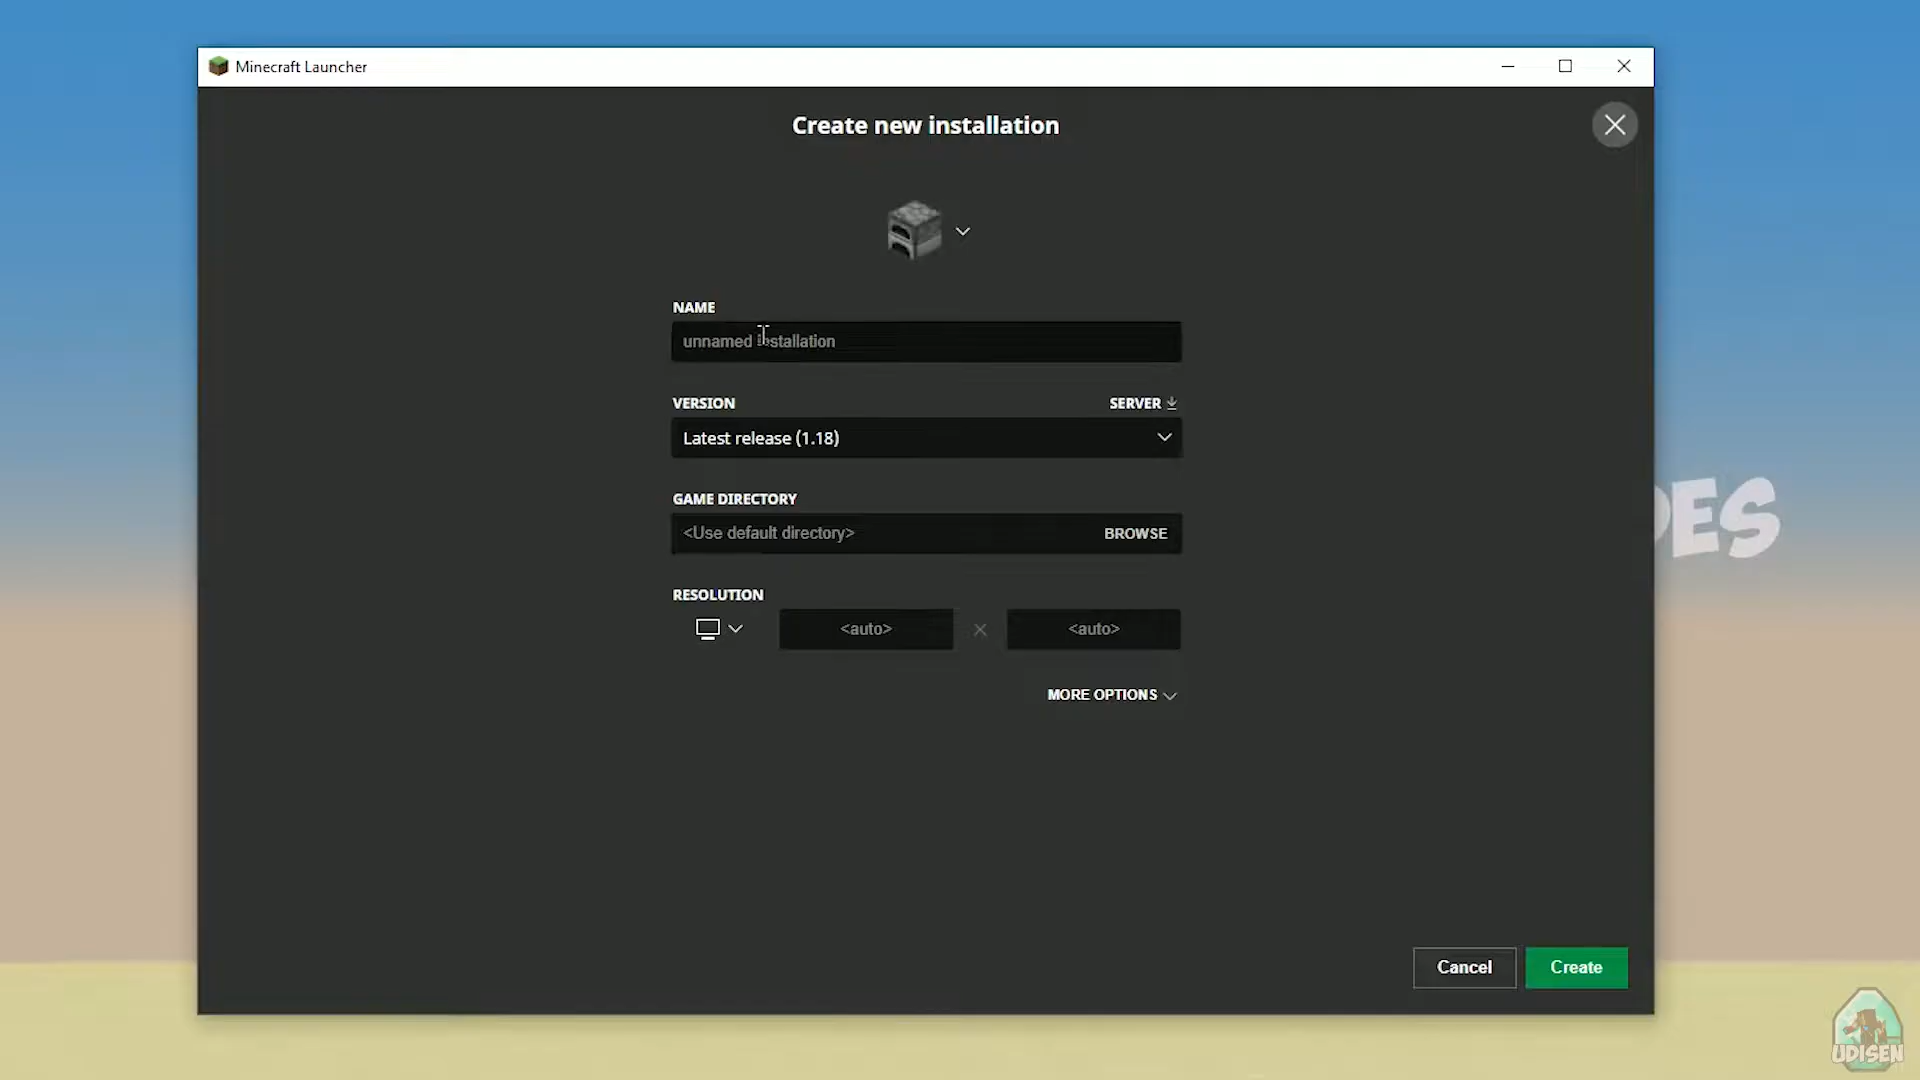 Minecraft Launcher
Create new installation
NAME
unnamed installation
VERSION
SERVER
Latest release (1.18)
GAME DIRECTORY
<Use default directory>
BROWSE
RESOLUTION
<auto>
<auto>
MORE OPTIONS
Cancel
Create
UDISEN